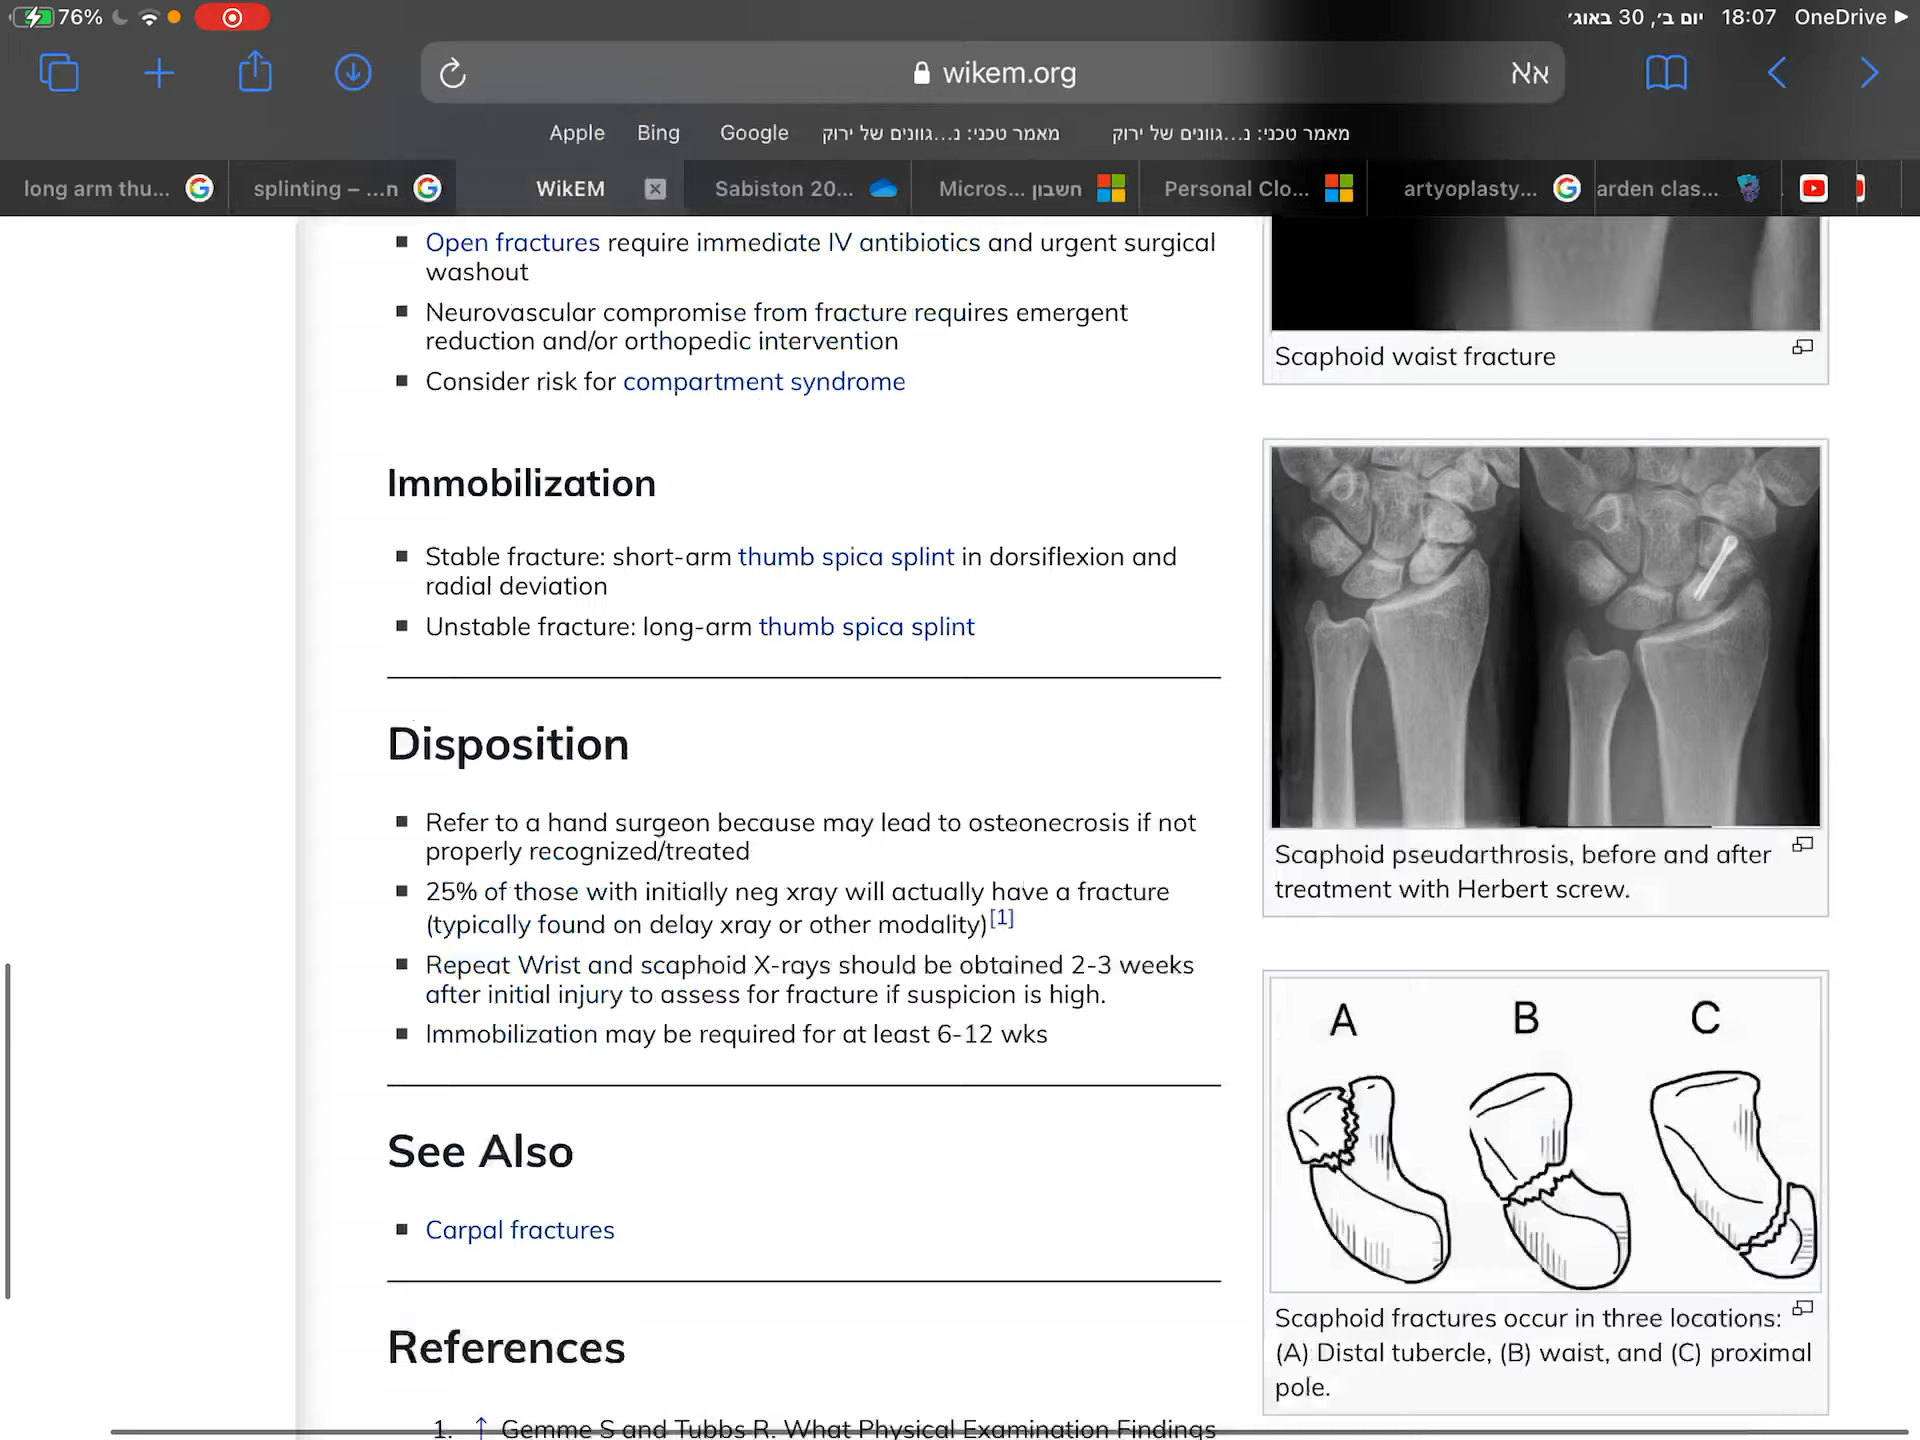 76%
יום ב׳, 30 באוג׳ 18:07 OneDrive
wikem.org
אA
Apple Bing Google מאמר טכני: נ...גוונים של ירוק מאמר טכני: נ...גוונים של ירוק
long arm thu... splinting – ...ח WikEM Sabiston 20... חשבון Micros... Personal Clo... artyoplasty... arden clas...
Open fractures require immediate IV antibiotics and urgent surgical
washout
Neurovascular compromise from fracture requires emergent
reduction and/or orthopedic intervention
Consider risk for compartment syndrome
Immobilization
Stable fracture: short-arm thumb spica splint in dorsiflexion and
radial deviation
Unstable fracture: long-arm thumb spica splint
Disposition
Refer to a hand surgeon because may lead to osteonecrosis if not
properly recognized/treated
25% of those with initially neg xray will actually have a fracture
(typically found on delay xray or other modality)[1]
Repeat Wrist and scaphoid X-rays should be obtained 2-3 weeks
after initial injury to assess for fracture if suspicion is high.
Immobilization may be required for at least 6-12 wks
See Also
Carpal fractures
References
1. ↑ Gemme S and Tubbs R. What Physical Examination Findings
Scaphoid waist fracture
Scaphoid pseudarthrosis, before and after
treatment with Herbert screw.
A B C
Scaphoid fractures occur in three locations:
(A) Distal tubercle, (B) waist, and (C) proximal
pole.